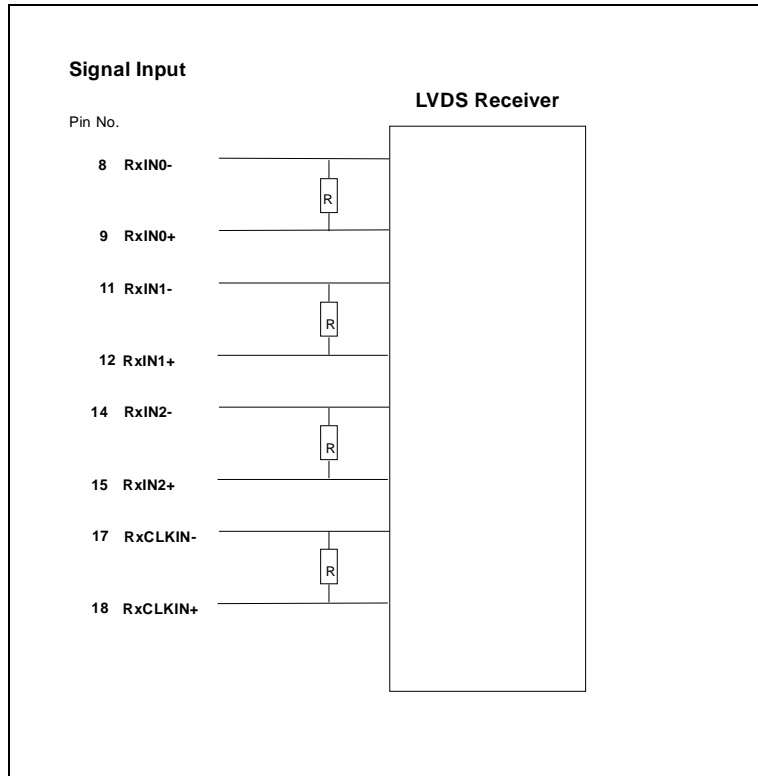 Signal Input
LVDS Receiver
Pin No.
8 RxIN0-
R
9 RxIN0+
11 RxIN1-
R
12 RxIN1+
14 RxIN2-
R
15 RxIN2+
17 RxCLKIN-
R
18 RxCLKIN+